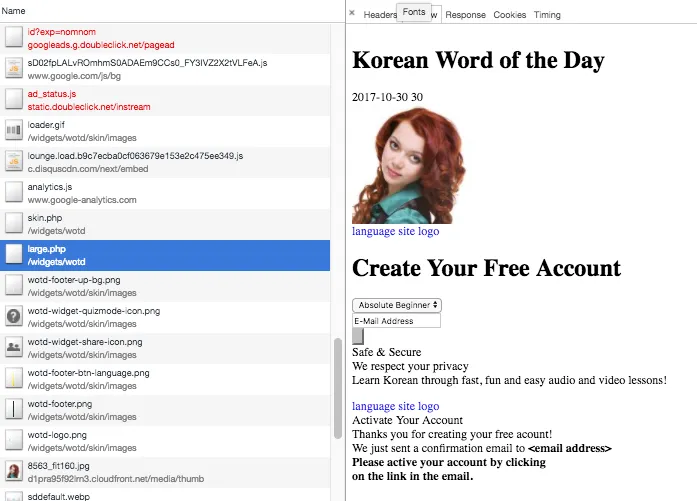 Name
id?exp=nomnom
googleads.g.doubleclick.net/pagead
sD02fpLALvROmhmS0ADAEm9CCs0_FY3IVZ2X2tVLFeA.js
www.google.com/js/bg
ad_status.js
static.doubleclick.net/instream
loader.gif
/widgets/wotd/skin/images
lounge.load.b9c7ecba0cf063679e153e2c475ee349.js
c.disquscdn.com/next/embed
analytics.js
www.google-analytics.com
skin.php
/widgets/wotd
large.php
/widgets/wotd
wotd-footer-up-bg.png
/widgets/wotd/skin/images
wotd-widget-quizmode-icon.png
/widgets/wotd/skin/images
wotd-widget-share-icon.png
/widgets/wotd/skin/images
wotd-footer-btn-language.png
/widgets/wotd/skin/images
wotd-footer.png
/widgets/wotd/skin/images
wotd-logo.png
/widgets/wotd/skin/images
8563_fit160.jpg
d1pra95f92lrn3.cloudfront.net/media/thumb
sddefault.webp
× Headers Fonts Response Cookies Timing
Korean Word of the Day
2017-10-30 30
language site logo
Create Your Free Account
Absolute Beginner
E-Mail Address
Safe & Secure
We respect your privacy
Learn Korean through fast, fun and easy audio and video lessons!
language site logo
Activate Your Account
Thanks you for creating your free acount!
We just sent a confirmation email to <email address>
Please active your account by clicking
on the link in the email.